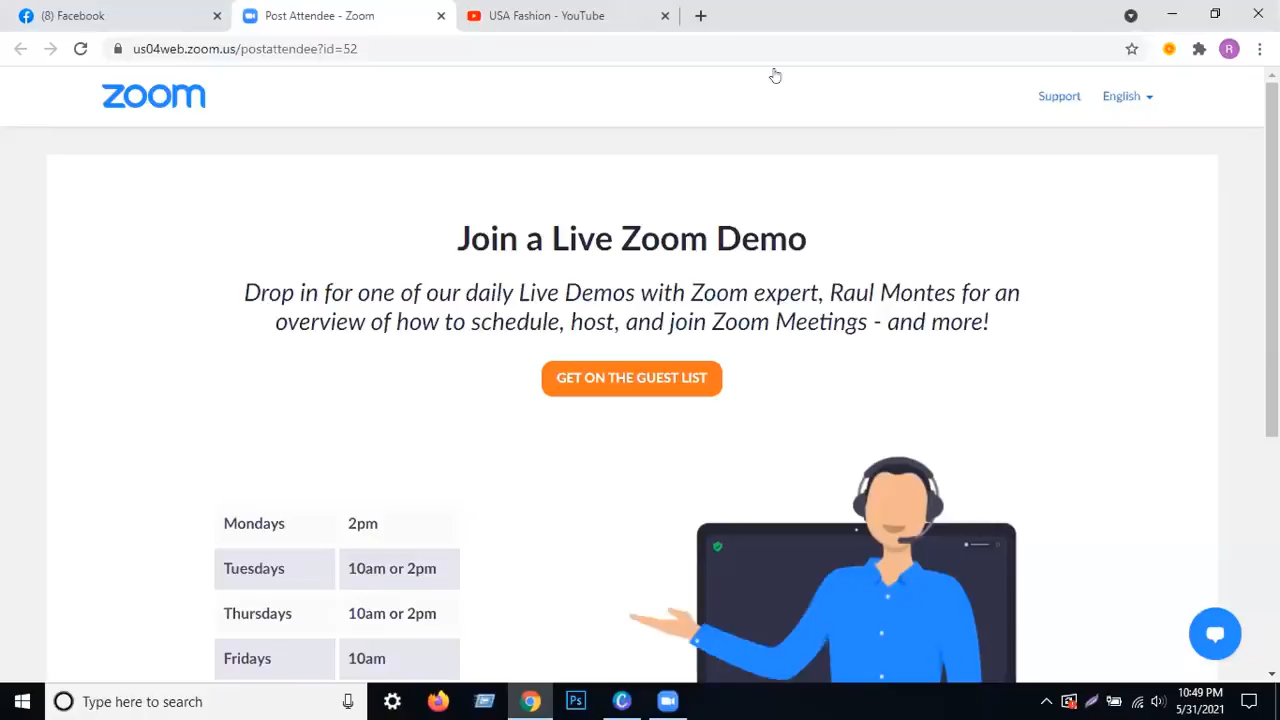 (8) Facebook
Post Attendee - Zoom
USA Fashion - YouTube
us04web.zoom.us/postattendee?id=52
R
zoom
Support
English
Join a Live Zoom Demo
Drop in for one of our daily Live Demos with Zoom expert, Raul Montes for an
overview of how to schedule, host, and join Zoom Meetings - and more!
GET ON THE GUEST LIST
Mondays 2pm
Tuesdays 10am or 2pm
Thursdays 10am or 2pm
Fridays 10am
Type here to search
Ps
C
10:49 PM
5/31/2021